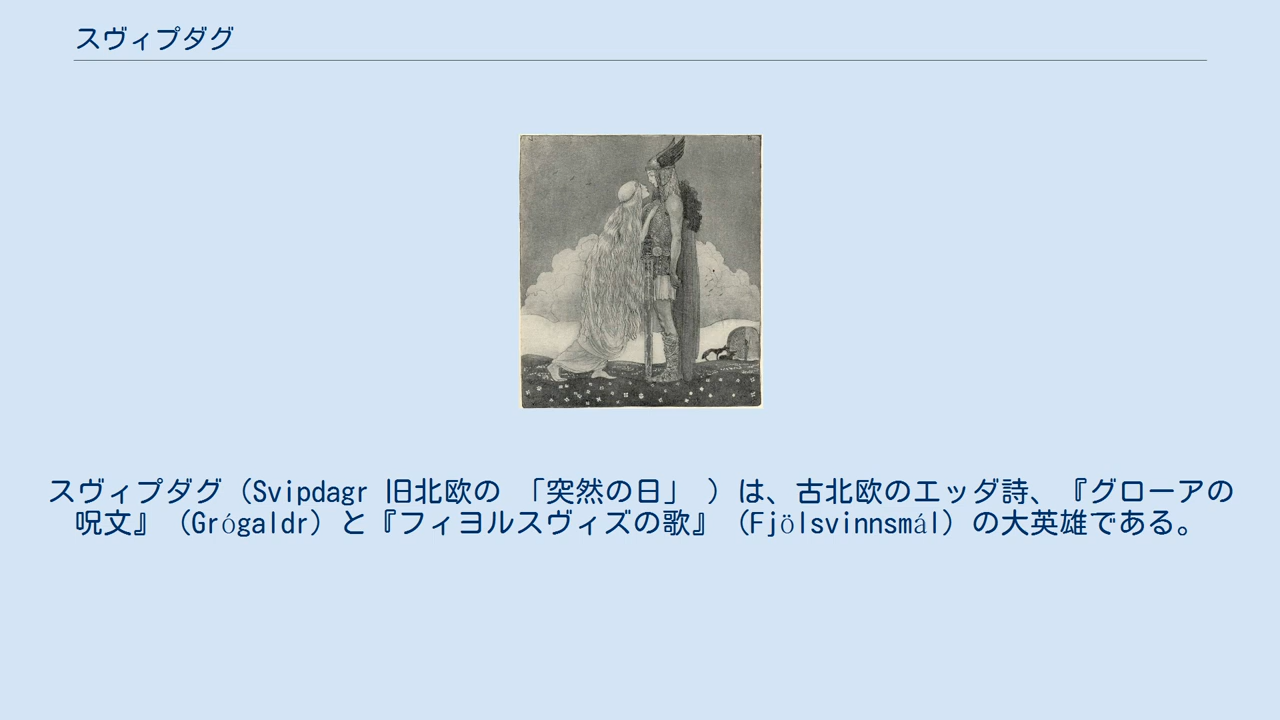 スヴィプダグ
スヴィプダグ（Svipdagr 旧北欧の 「突然の日」 ）は、古北欧のエッダ詩、『グローアの
呪文』（Grógaldr）と『フィヨルスヴィズの歌』（Fjölsvinnsmál）の大英雄である。